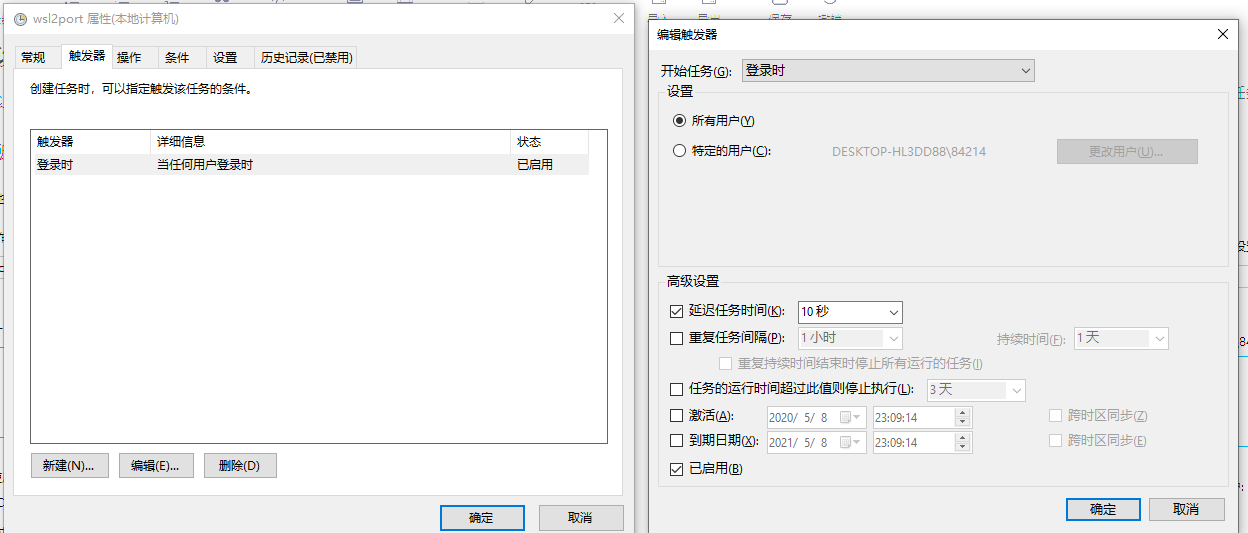 wsl2port 属性(本地计算机)
常规 触发器 操作 条件 设置 历史记录(已禁用)
创建任务时，可以指定触发该任务的条件。
触发器 详细信息 状态
登录时 当任何用户登录时 已启用
新建(N)... 编辑(E)... 删除(D)
确定 取消
编辑触发器
开始任务(G): 登录时
设置
所有用户(Y)
特定的用户(C): DESKTOP-HL3DD88\84214 更改用户(U)...
高级设置
延迟任务时间(K): 10 秒
重复任务间隔(P): 1 小时 持续时间(F): 1 天
重复持续时间结束时停止所有运行的任务(I)
任务的运行时间超过此值则停止执行(L): 3 天
激活(A): 2020/ 5/ 8 23:09:14 跨时区同步(Z)
到期日期(X): 2021/ 5/ 8 23:09:14 跨时区同步(E)
已启用(B)
确定 取消